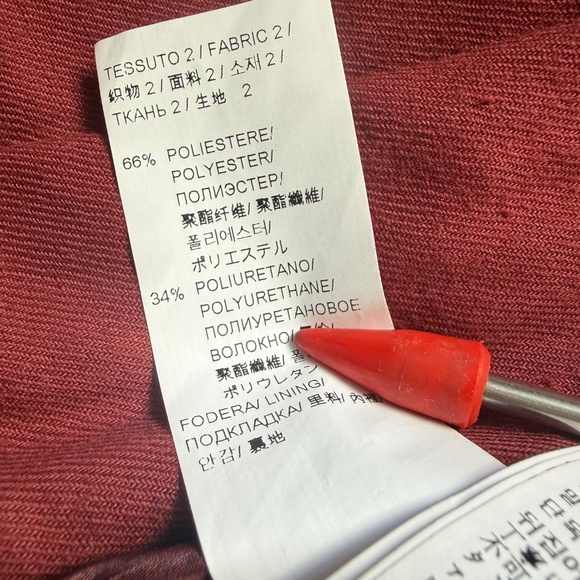 TESSUTO 2 / FABRIC 2 /
织物 2 / 面料 2 / 소재 2 /
ТКАНЬ 2 / 生地 2
66% POLIESTERE/
POLYESTER/
ПОЛИЭСТЕР/
聚酯纤维/ 聚酯纖維/
폴리에스터/
ポリエステル
34% POLIURETANO/
POLYURETHANE/
ПОЛИУРЕТАНОВОЕ
ВОЛОКНО/
聚酯纖維/
ポリウレタン
FODERA/ LINING/
ПОДКЛАДКА/ 里料/
안감/ 裏地